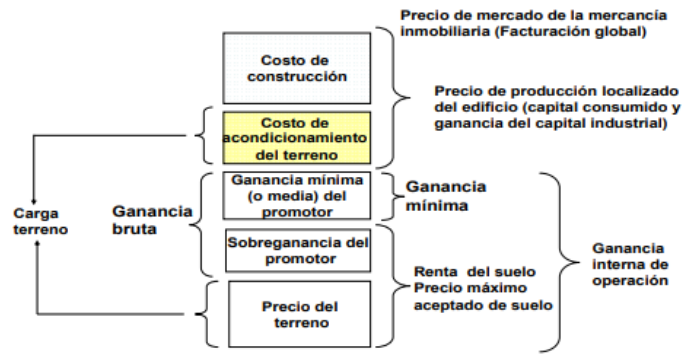 Precio de mercado de la mercancía
inmobiliaria (Facturación global)
Costo de
construcción
Precio de producción localizado
del edificio (capital consumido y
ganancia del capital industrial)
Costo de
acondicionamiento
del terreno
Ganancia mínima
(o media) del
promotor
Ganancia
mínima
Carga
terreno
Ganancia
bruta
Sobreganancia del
promotor
Ganancia
interna de
operación
Renta del suelo
Precio máximo
aceptado de suelo
Precio del
terreno